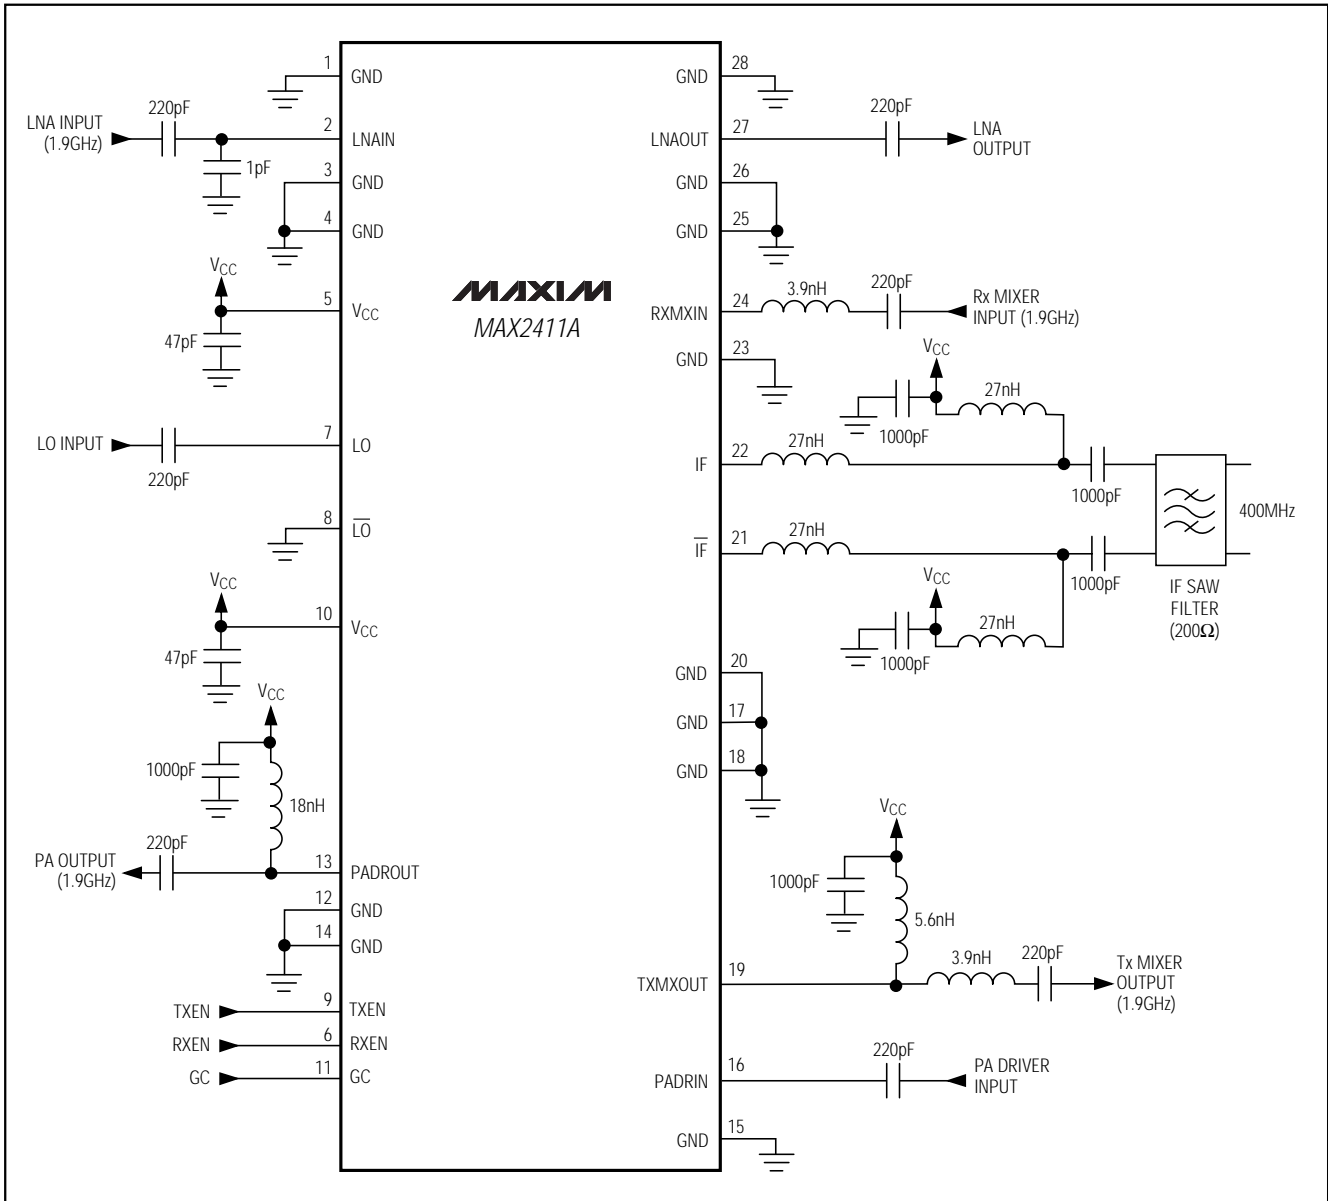 1
GND
220pF
LNA INPUT
(1.9GHz)
2
LNAIN
1pF
3
GND
4
GND
VCC
5
VCC
47pF
LO INPUT
7
LO
220pF
8
L̅O̅
VCC
10
VCC
47pF
VCC
1000pF
18nH
220pF
PA OUTPUT
(1.9GHz)
13
PADROUT
12
GND
14
GND
TXEN
9
TXEN
RXEN
6
RXEN
GC
11
GC
MAXIM
MAX2411A
28
GND
220pF
27
LNAOUT
LNA
OUTPUT
26
GND
25
GND
3.9nH
220pF
24
RXMXIN
Rx MIXER
INPUT (1.9GHz)
23
GND
VCC
27nH
1000pF
22
IF
27nH
1000pF
400MHz
21
I̅F̅
27nH
1000pF
IF SAW
FILTER
(200Ω)
VCC
27nH
1000pF
20
GND
17
GND
18
GND
VCC
1000pF
5.6nH
19
TXMXOUT
3.9nH
220pF
Tx MIXER
OUTPUT
(1.9GHz)
220pF
16
PADRIN
PA DRIVER
INPUT
15
GND